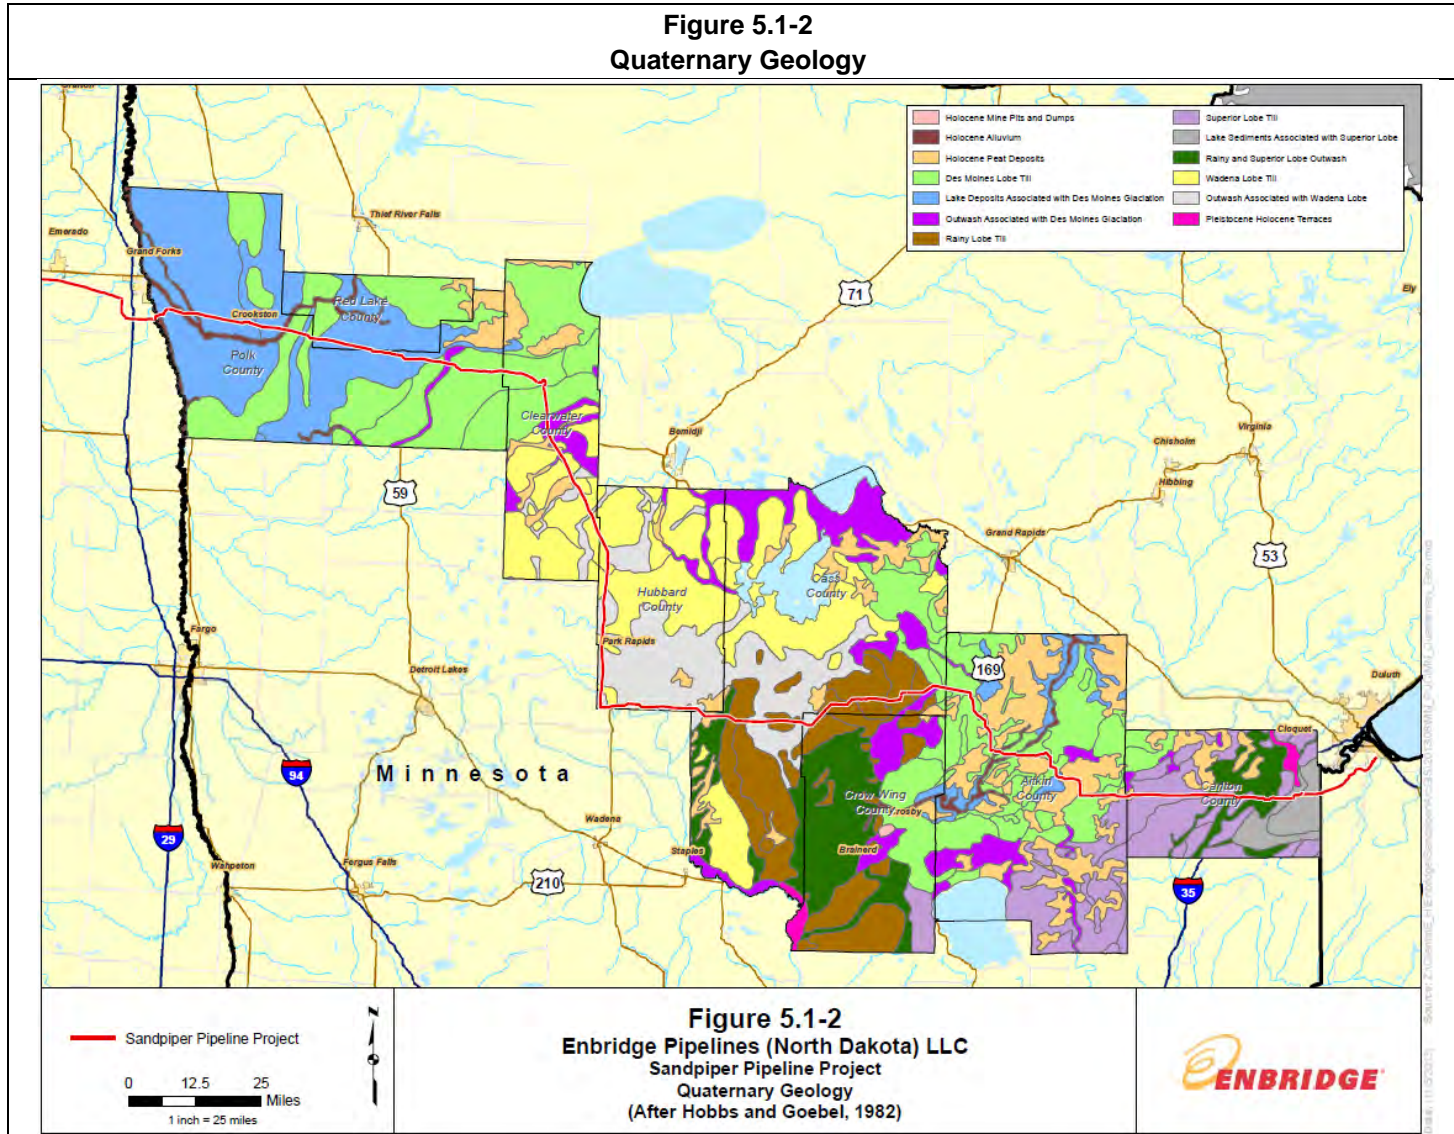 Figure 5.1-2
Quaternary Geology
Holocene Mine Pits and Dumps
Holocene Alluvium
Holocene Peat Deposits
Des Moines Lobe Till
Lake Deposits Associated with Des Moines Glaciation
Outwash Associated with Des Moines Glaciation
Rainy Lobe Till
Superior Lobe Till
Lake Sediments Associated with Superior Lobe
Rainy and Superior Lobe Outwash
Wadena Lobe Till
Outwash Associated with Wadena Lobe
Pleistocene Holocene Terraces
Thief River Falls
Emerado
Grand Forks
Crookston
Red Lake
County
Polk
County
71
Ely
Clearwater
County
Bemidji
Virginia
Chisholm
Hibbing
59
Grand Rapids
53
Cass
County
Hubbard
County
Park Rapids
Fargo
Detroit Lakes
169
Duluth
Cloquet
94
Minnesota
Aitkin
County
Carlton
County
Crow Wing
County
rosby
29
Wadena
Staples
Brainerd
Wahpeton
Fergus Falls
210
35
Sandpiper Pipeline Project
0 12.5 25
Miles
1 inch = 25 miles
N
Figure 5.1-2
Enbridge Pipelines (North Dakota) LLC
Sandpiper Pipeline Project
Quaternary Geology
(After Hobbs and Goebel, 1982)
ENBRIDGE